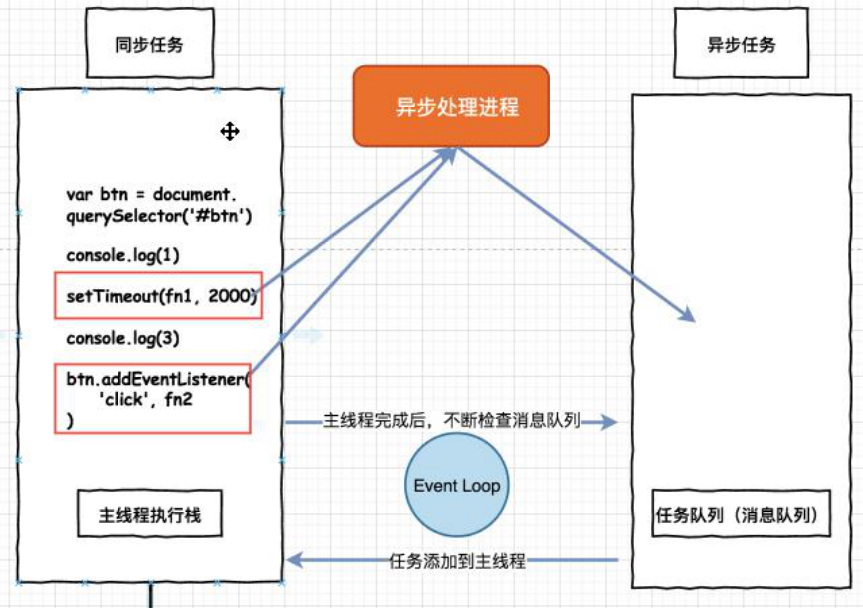 同步任务
异步任务
异步处理进程
var btn = document.
querySelector('#btn')
console.log(1)
setTimeout(fn1, 2000)
console.log(3)
btn.addEventListener(
'click', fn2
)
主线程完成后，不断检查消息队列
Event Loop
主线程执行栈
任务队列（消息队列）
任务添加到主线程